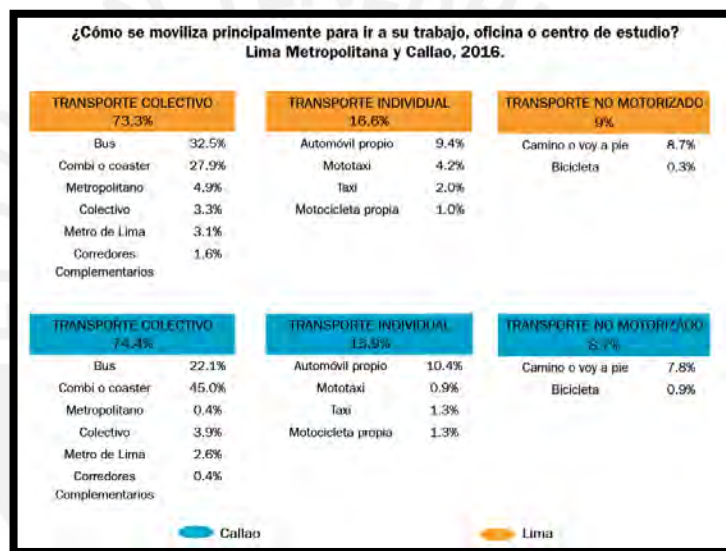 ¿Cómo se moviliza principalmente para ir a su trabajo, oficina o centro de estudio?
Lima Metropolitana y Callao, 2016.
TRANSPORTE COLECTIVO
73.3%
Bus 32.5%
Combi o coaster 27.9%
Metropolitano 4.9%
Colectivo 3.3%
Metro de Lima 3.1%
Corredores 1.6%
Complementarios
TRANSPORTE INDIVIDUAL
16.6%
Automóvil propio 9.4%
Mototaxi 4.2%
Taxi 2.0%
Motocicleta propia 1.0%
TRANSPORTE NO MOTORIZADO
9%
Camino o voy a pie 8.7%
Bicicleta 0.3%
TRANSPORTE COLECTIVO
74.4%
Bus 22.1%
Combi o coaster 45.0%
Metropolitano 0.4%
Colectivo 3.9%
Metro de Lima 2.6%
Corredores 0.4%
Complementarios
TRANSPORTE INDIVIDUAL
13.9%
Automóvil propio 10.4%
Mototaxi 0.9%
Taxi 1.3%
Motocicleta propia 1.3%
TRANSPORTE NO MOTORIZADO
8.7%
Camino o voy a pie 7.8%
Bicicleta 0.9%
Callao
Lima